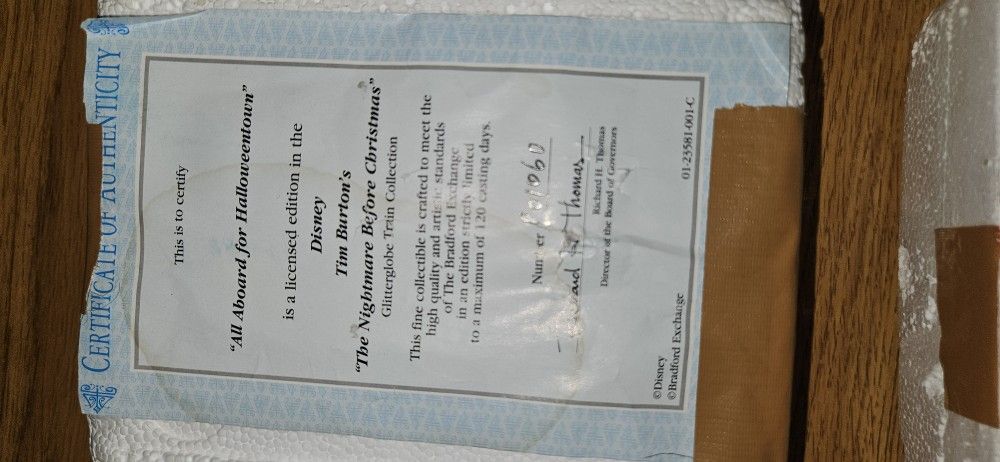 CERTIFICATE OF AUTHENTICITY
This is to certify
"All Aboard for Halloweentown"
is a licensed edition in the
Disney
Tim Burton's
"The Nightmare Before Christmas"
Glitterglobe Train Collection
This fine collectible is crafted to meet the
high quality and artistic standards
of The Bradford Exchange
in an edition strictly limited
to a maximum of 120 casting days.
Thomas
Richard H. Thomas
Director of the Board of Governors
©Disney
©Bradford Exchange
01-23581-001-C